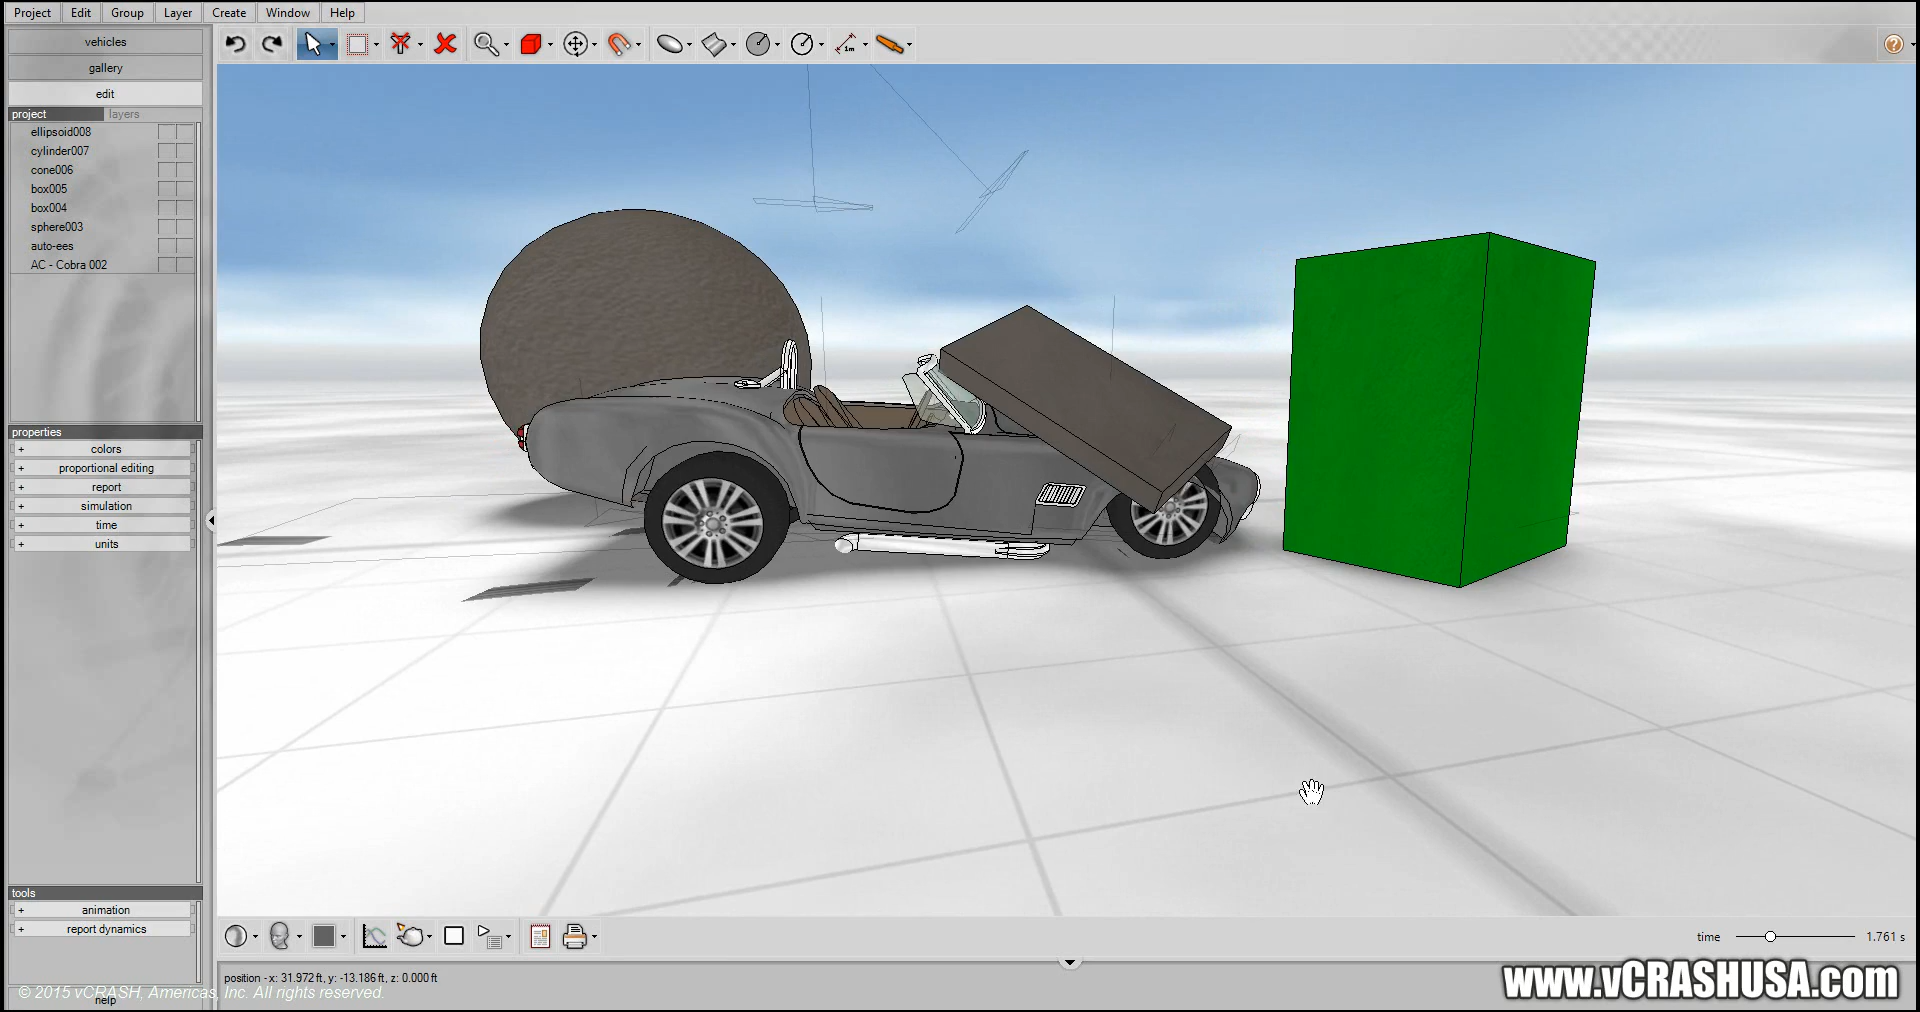 Project Edit Group Layer Create Window Help
vehicles
gallery
edit
project layers
ellipsoid008
cylinder007
cone006
box005
box004
sphere003
auto-ees
AC - Cobra 002
properties
+ colors
+ proportional editing
+ report
+ simulation
+ time
+ units
tools
+ animation
+ report dynamics
help
1m
?
time 1.761 s
position - x: 31.972 ft, y: -13.186 ft, z: 0.000 ft
© 2015 vCRASH, Americas, Inc. All rights reserved.
www.vCRASHUSA.com